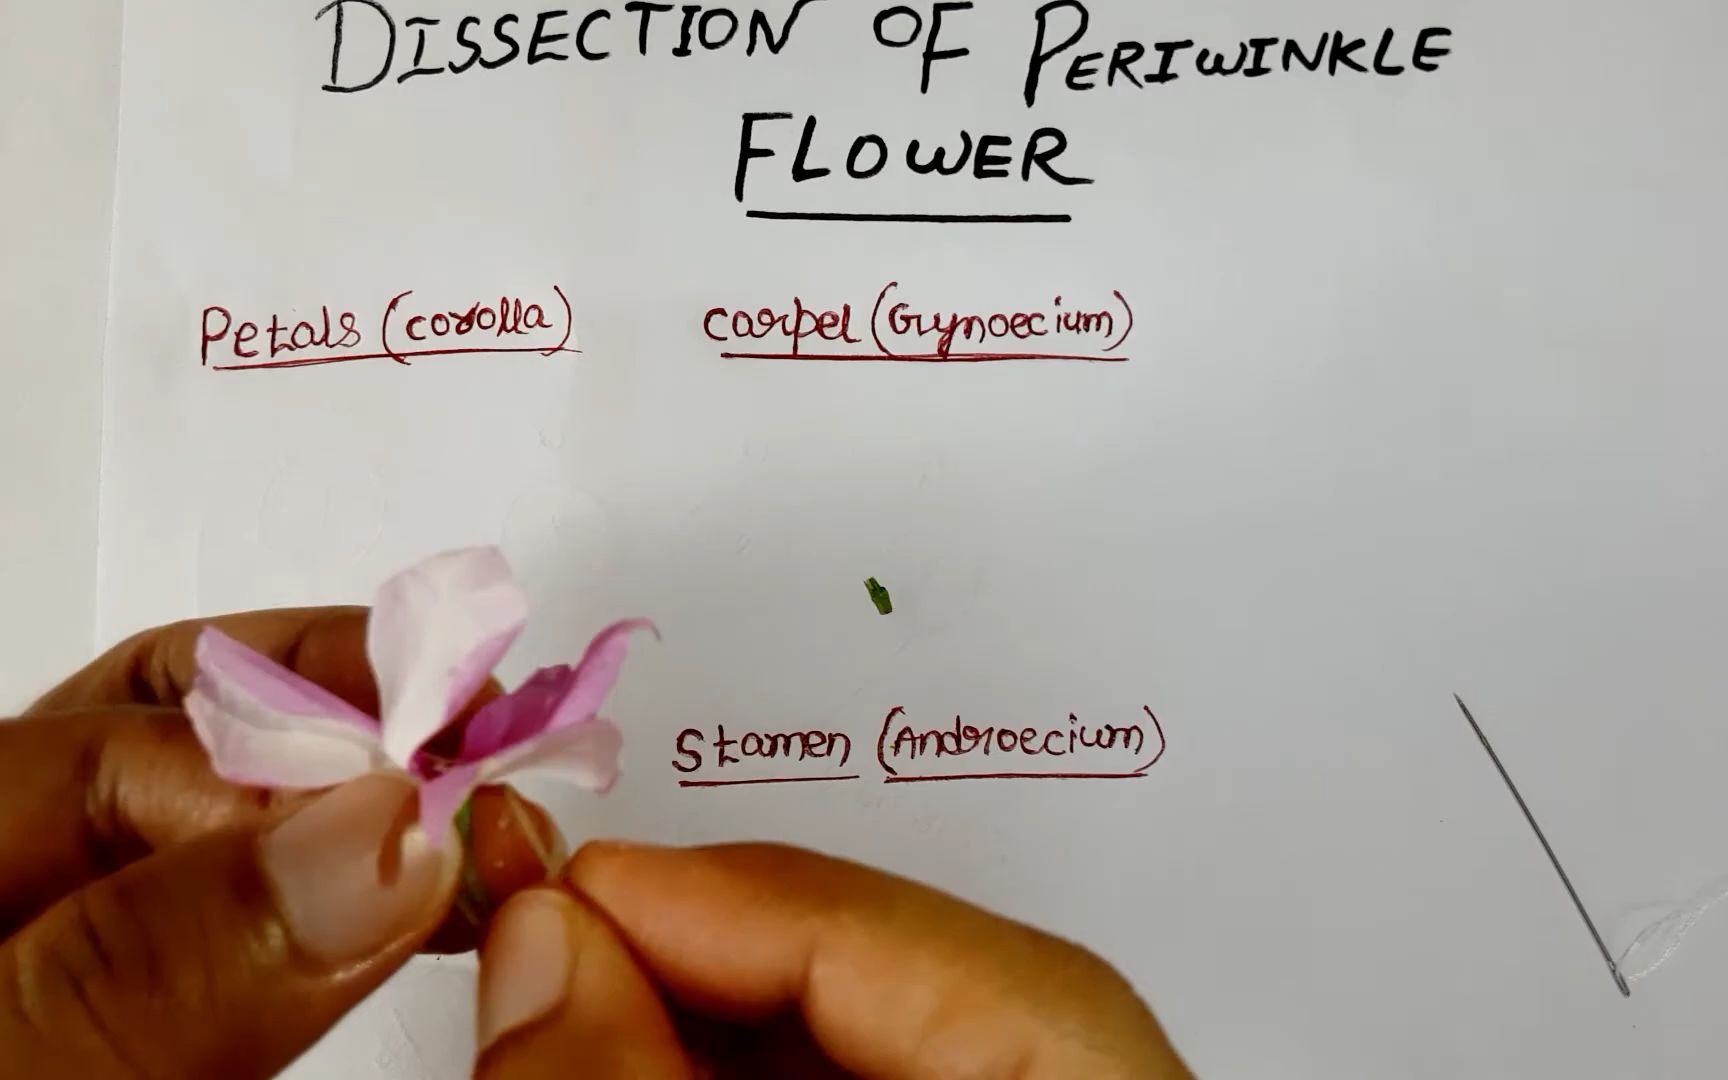 DISSECTION OF PERIWINKLE
FLOWER
Petals (corolla)
carpel (Gynoecium)
Stamen (Androecium)